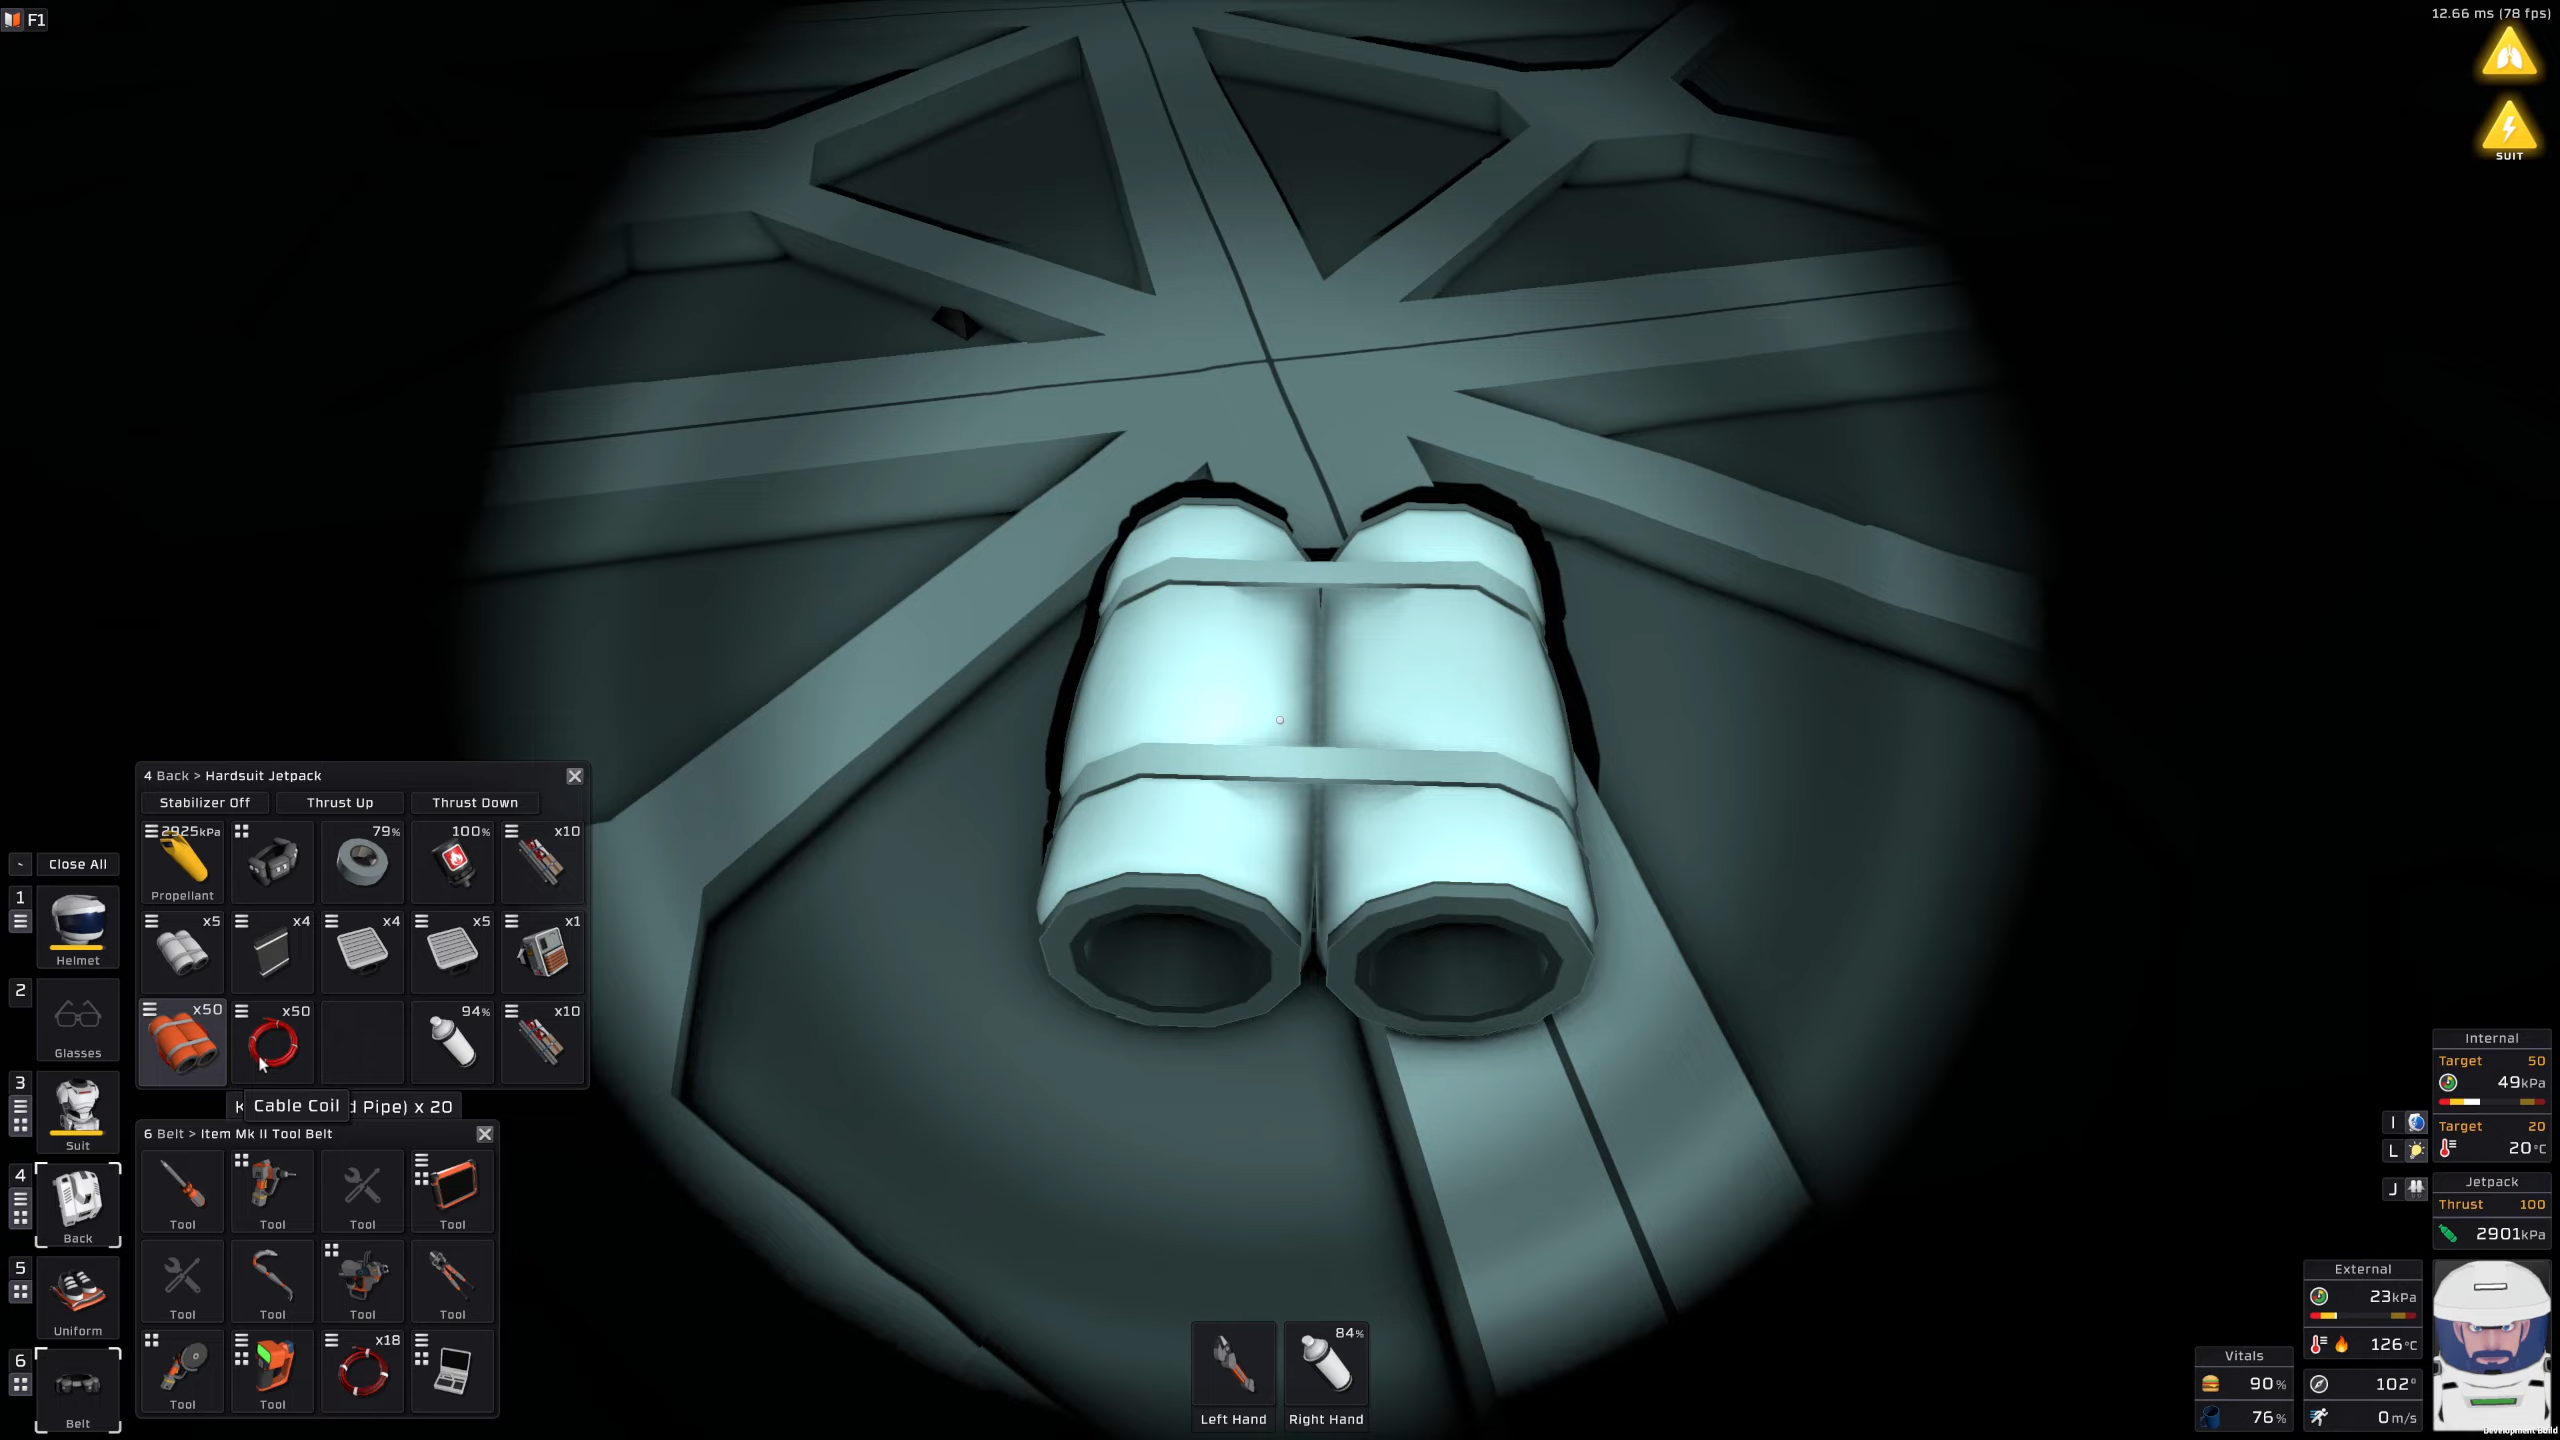 F1
12.66 ms (78 fps)
SUIT
4 Back > Hardsuit Jetpack
Stabilizer Off
Thrust Up
Thrust Down
2925kPa
79%
100%
x10
Propellant
x5
x4
x4
x5
x1
x50
x50
94%
x10
Cable Coil
d Pipe) x 20
6 Belt > Item Mk II Tool Belt
Tool
Tool
Tool
Tool
Tool
Tool
Tool
Tool
x18
Tool
Tool
~
Close All
1
Helmet
2
Glasses
3
Suit
4
Back
5
Uniform
6
Belt
84%
Left Hand
Right Hand
Internal
Target 50
49kPa
Target 20
20°C
I
L
J
Jetpack
Thrust 100
2901kPa
External
23kPa
126°C
102°
0m/s
Vitals
90%
76%
Development Build